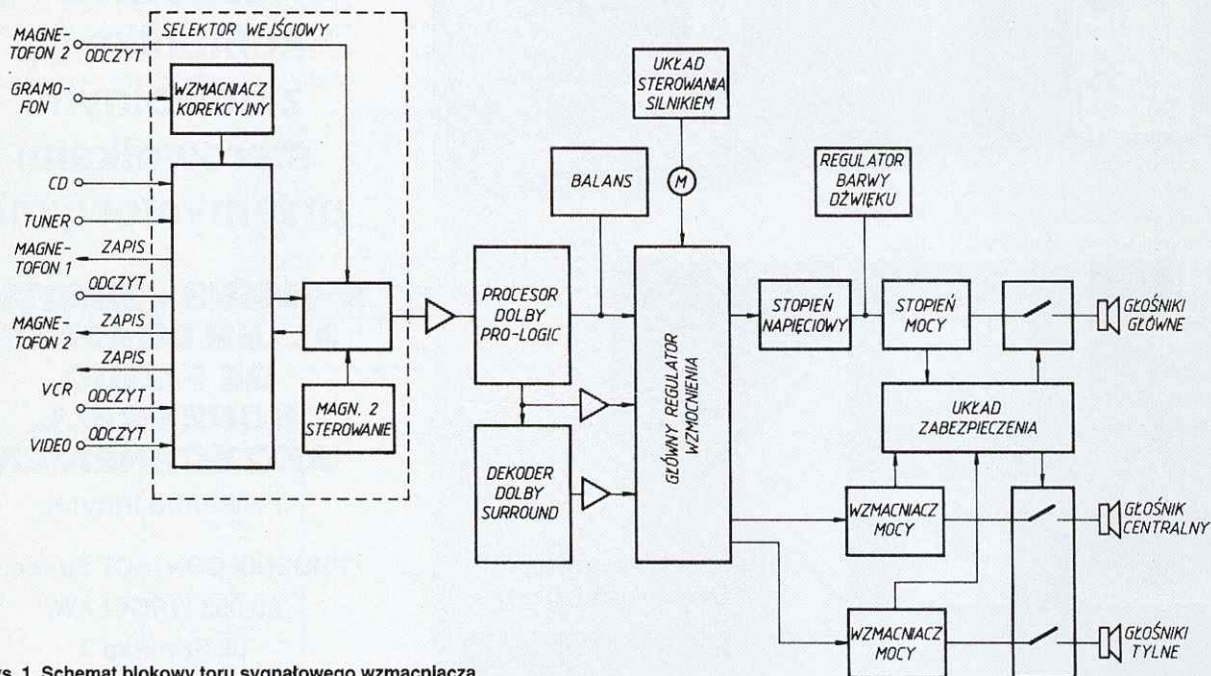 SELEKTOR WEJŚCIOWY
MAGNE-
TOFON 2
ODCZYT
GRAMO-
FON
WZMACNIACZ
KOREKCYJNY
CD
TUNER
MAGNE-
TOFON 1
ZAPIS
ODCZYT
MAGNE-
TOFON 2
ZAPIS
ZAPIS
VCR
ODCZYT
VIDEO
ODCZYT
MAGN. 2
STEROWANIE
PROCESOR
DOLBY
PRO-LOGIC
DEKODER
DOLBY
SURROUND
BALANS
UKŁAD
STEROWANIA
SILNIKIEM
M
GŁÓWNY REGULATOR
WZMOCNIENIA
REGULATOR
BARWY
DŹWIĘKU
STOPIEŃ
NAPIĘCIOWY
STOPIEŃ
MOCY
GŁOŚNIKI
GŁÓWNE
UKŁAD
ZABEZPIECZENIA
WZMACNIACZ
MOCY
GŁOŚNIK
CENTRALNY
WZMACNIACZ
MOCY
GŁOŚNIKI
TYLNE
ys. 1. Schemat blokowy toru sygnałowego wzmacniacza